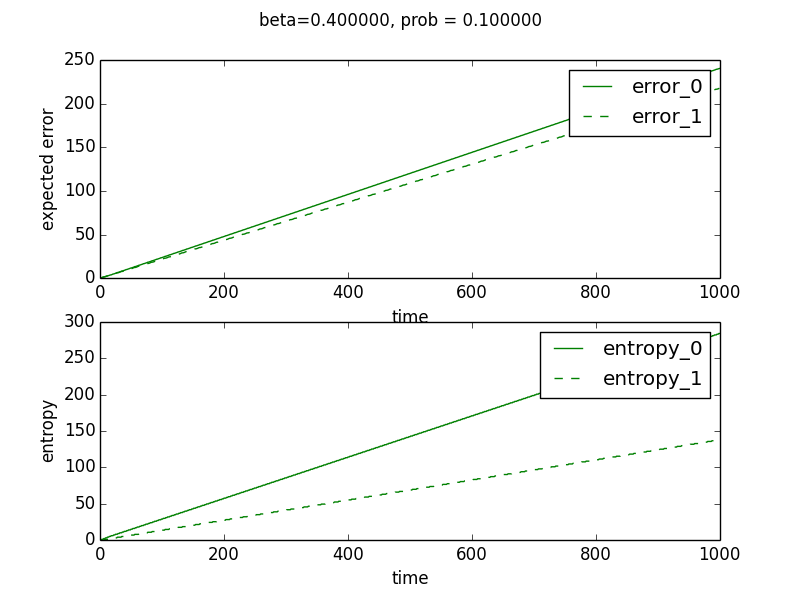 beta=0.400000, prob = 0.100000
250
200
150
100
50
0
expected error
error_0
error_1
0 200 400 600 800 1000
time
300
250
200
150
100
50
0
entropy
entropy_0
entropy_1
0 200 400 600 800 1000
time